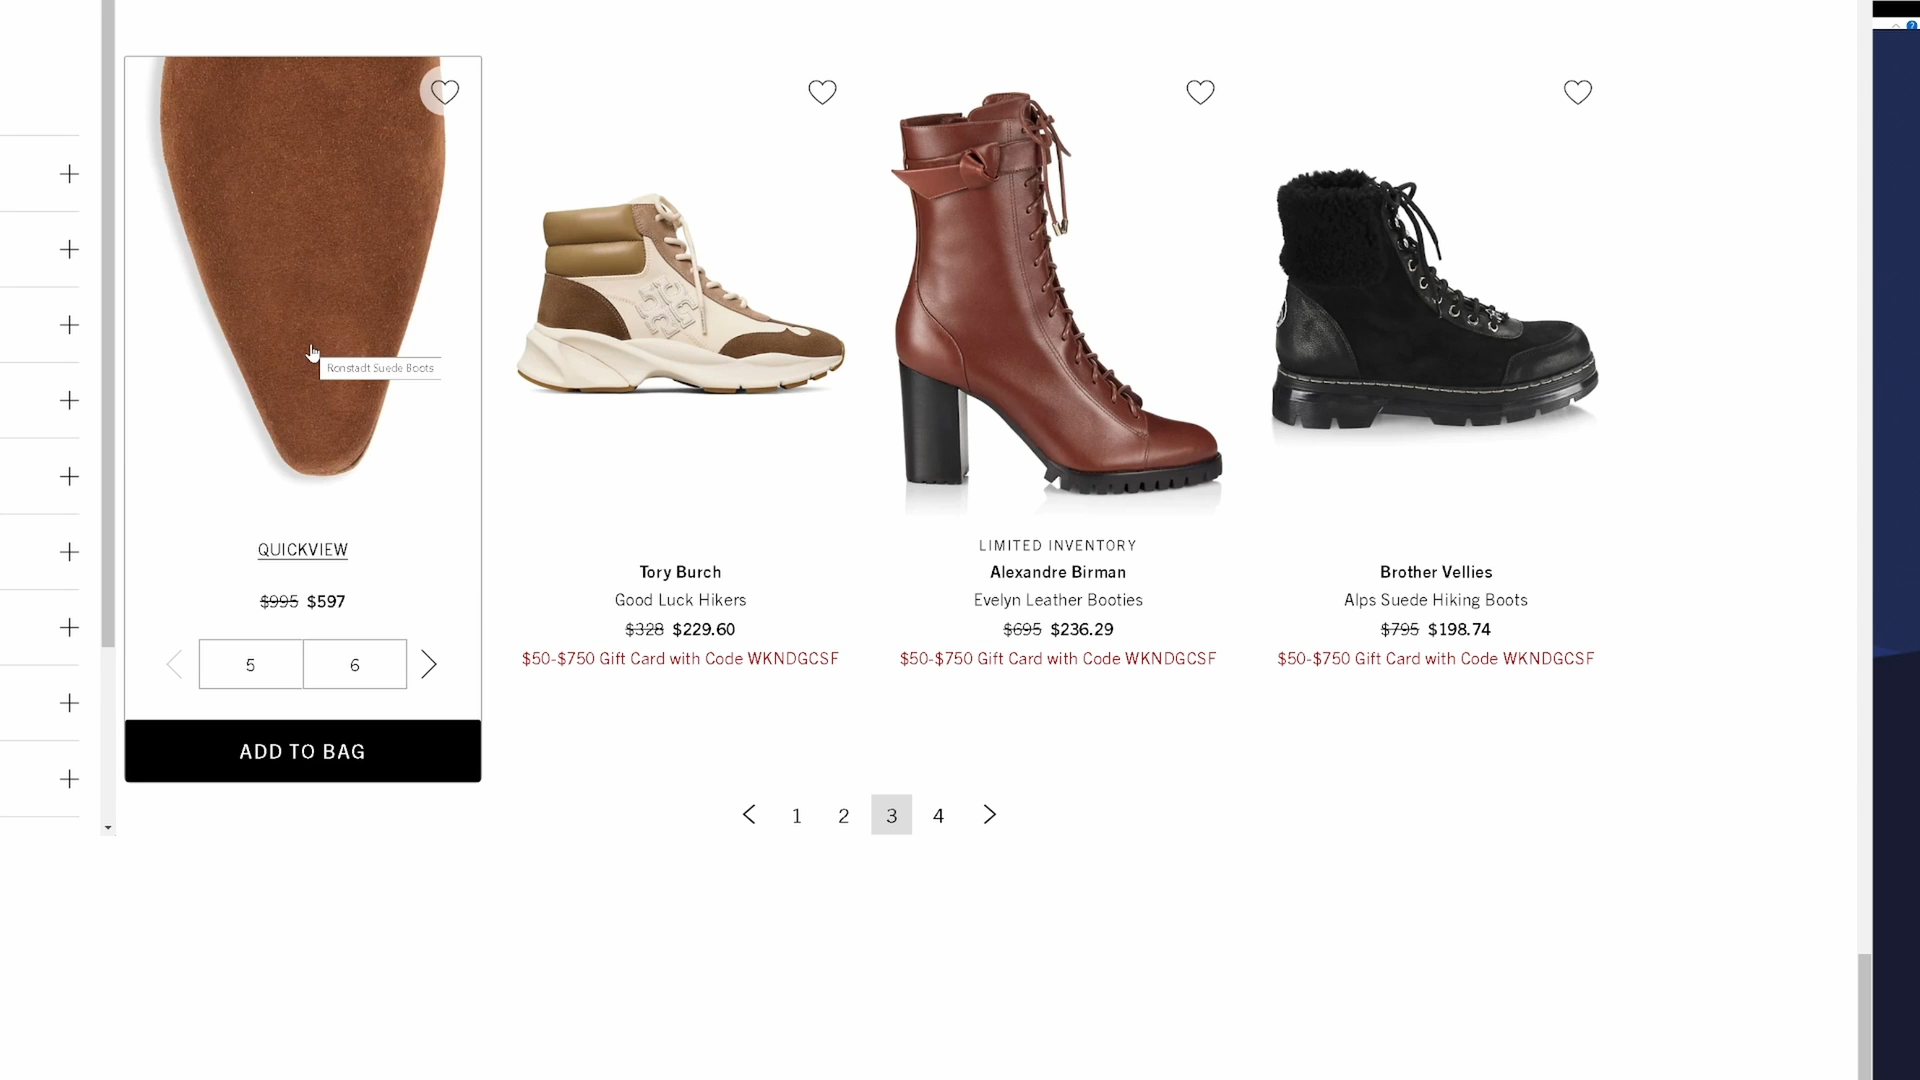 Ronstadt Suede Boots
QUICKVIEW
$995 $597
5 6
ADD TO BAG
Tory Burch
Good Luck Hikers
$328 $229.60
$50-$750 Gift Card with Code WKNDGCSF
LIMITED INVENTORY
Alexandre Birman
Evelyn Leather Booties
$695 $236.29
$50-$750 Gift Card with Code WKNDGCSF
Brother Vellies
Alps Suede Hiking Boots
$795 $198.74
$50-$750 Gift Card with Code WKNDGCSF
1 2 3 4